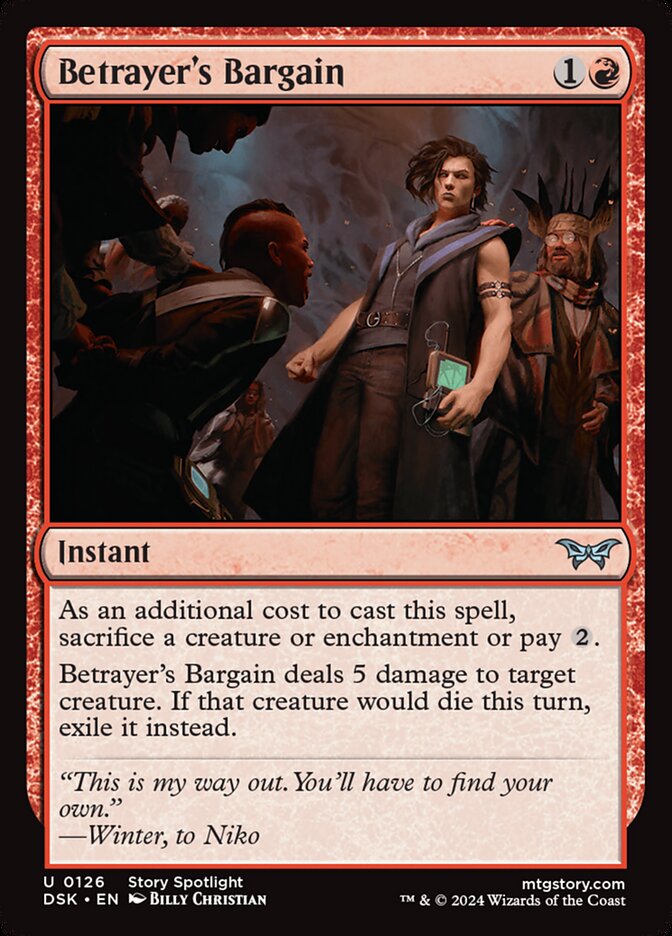 Betrayer's Bargain 1
Instant
As an additional cost to cast this spell,
sacrifice a creature or enchantment or pay 2.
Betrayer's Bargain deals 5 damage to target
creature. If that creature would die this turn,
exile it instead.
“This is my way out. You'll have to find your
own.”
—Winter, to Niko
U 0126 Story Spotlight mtgstory.com
DSK • EN BILLY CHRISTIAN ™ & © 2024 Wizards of the Coast